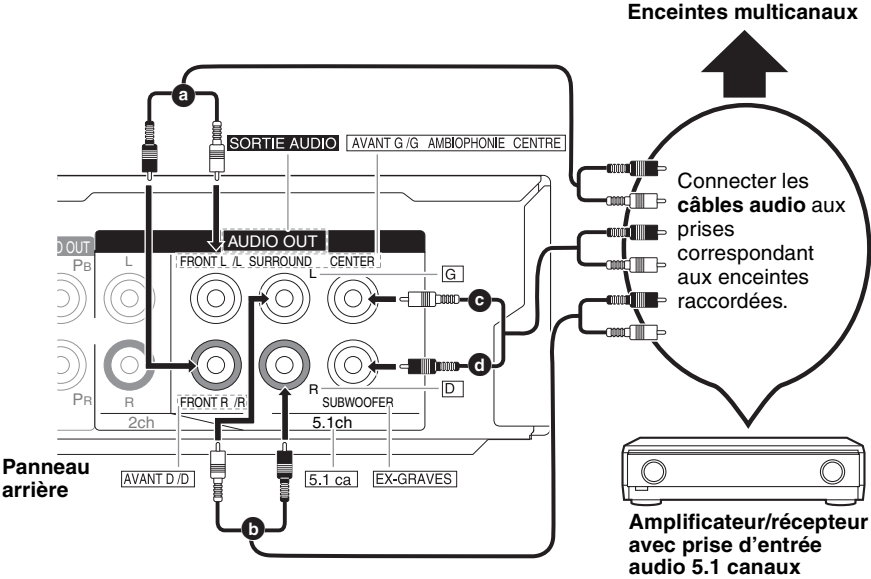 Enceintes multicanaux
a
SORTIE AUDIO
AVANT G /G AMBIOPHONIE CENTRE
Connecter les
câbles audio aux
prises
correspondant
aux enceintes
raccordées.
OUT
AUDIO OUT
PB
L
FRONT L /L SURROUND CENTER
L
G
c
d
PR
R
FRONT R /R
R
D
SUBWOOFER
2ch
5.1ch
Panneau
arrière
AVANT D /D
5.1 ca
EX-GRAVES
b
Amplificateur/récepteur
avec prise d'entrée
audio 5.1 canaux